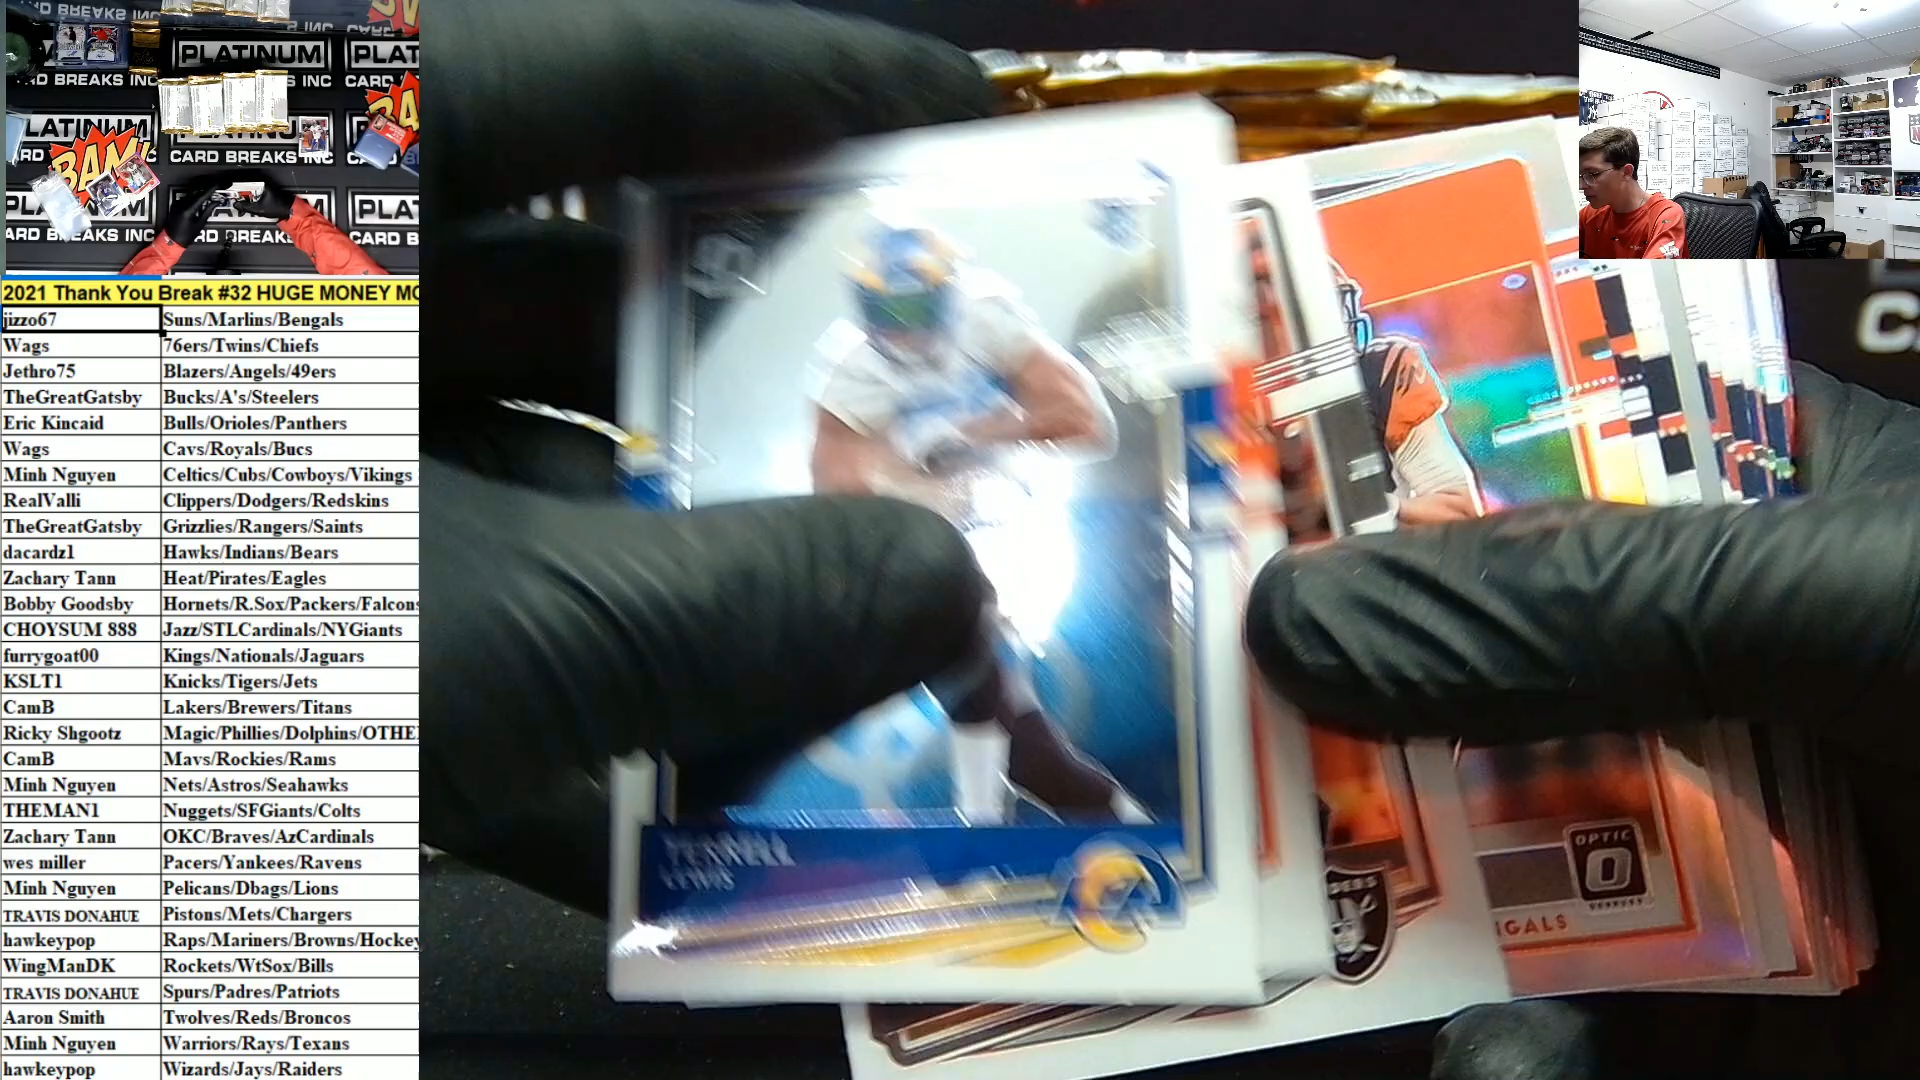 PLATINUM
CARD BREAKS INC
BAM!
2021 Thank You Break #32 HUGE MONEY MO
jizzo67 Suns/Marlins/Bengals
Wags 76ers/Twins/Chiefs
Jethro75 Blazers/Angels/49ers
TheGreatGatsby Bucks/A's/Steelers
Eric Kincaid Bulls/Orioles/Panthers
Wags Cavs/Royals/Bucs
Minh Nguyen Celtics/Cubs/Cowboys/Vikings
RealValli Clippers/Dodgers/Redskins
TheGreatGatsby Grizzlies/Rangers/Saints
dacardz1 Hawks/Indians/Bears
Zachary Tann Heat/Pirates/Eagles
Bobby Goodsby Hornets/R.Sox/Packers/Falcons
CHOYSUM 888 Jazz/STLCardinals/NYGiants
furrygoat00 Kings/Nationals/Jaguars
KSLT1 Knicks/Tigers/Jets
CamB Lakers/Brewers/Titans
Ricky Shgootz Magic/Phillies/Dolphins/OTHE
CamB Mavs/Rockies/Rams
Minh Nguyen Nets/Astros/Seahawks
THEMAN1 Nuggets/SFGiants/Colts
Zachary Tann OKC/Braves/AzCardinals
wes miller Pacers/Yankees/Ravens
Minh Nguyen Pelicans/Dbags/Lions
TRAVIS DONAHUE Pistons/Mets/Chargers
hawkeypop Raps/Mariners/Browns/Hockey
WingManDK Rockets/WtSox/Bills
TRAVIS DONAHUE Spurs/Padres/Patriots
Aaron Smith Twolves/Reds/Broncos
Minh Nguyen Warriors/Rays/Texans
hawkeypop Wizards/Jays/Raiders
TERRELL
LEWIS
OPTIC
NGALS